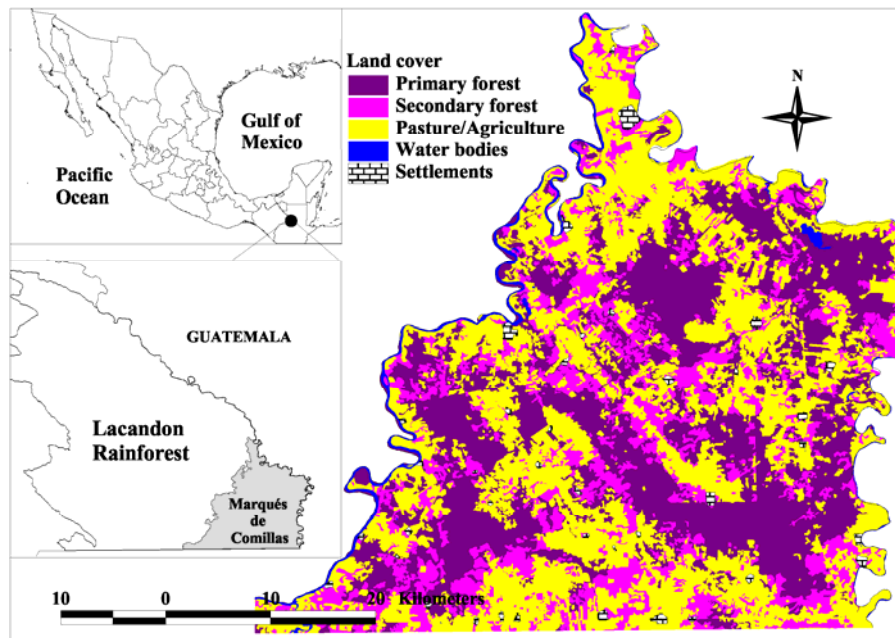 Gulf of
Mexico
Pacific
Ocean
Land cover
Primary forest
Secondary forest
Pasture/Agriculture
Water bodies
Settlements
N
GUATEMALA
Lacandon
Rainforest
Marqués
de
Comillas
10 0 10 20 Kilometers